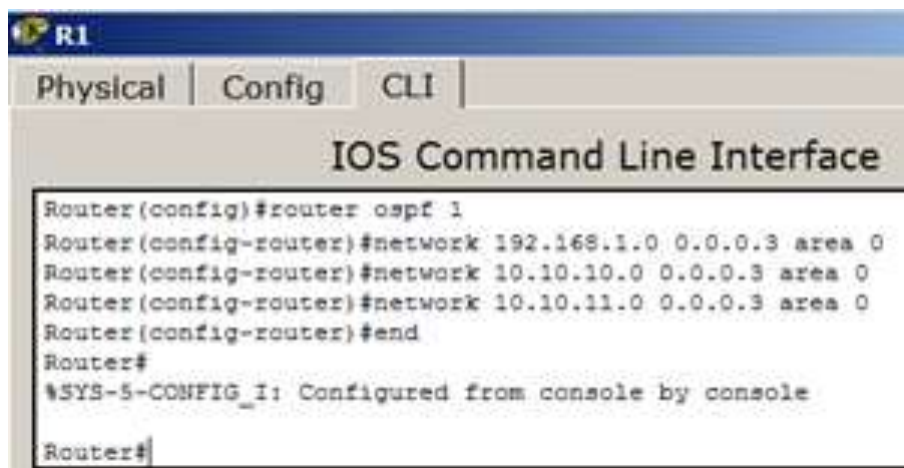 R1
Physical Config CLI
IOS Command Line Interface
Router(config)#router ospf 1
Router(config-router)#network 192.168.1.0 0.0.0.3 area 0
Router(config-router)#network 10.10.10.0 0.0.0.3 area 0
Router(config-router)#network 10.10.11.0 0.0.0.3 area 0
Router(config-router)#end
Router#
%SYS-5-CONFIG_I: Configured from console by console
Router#